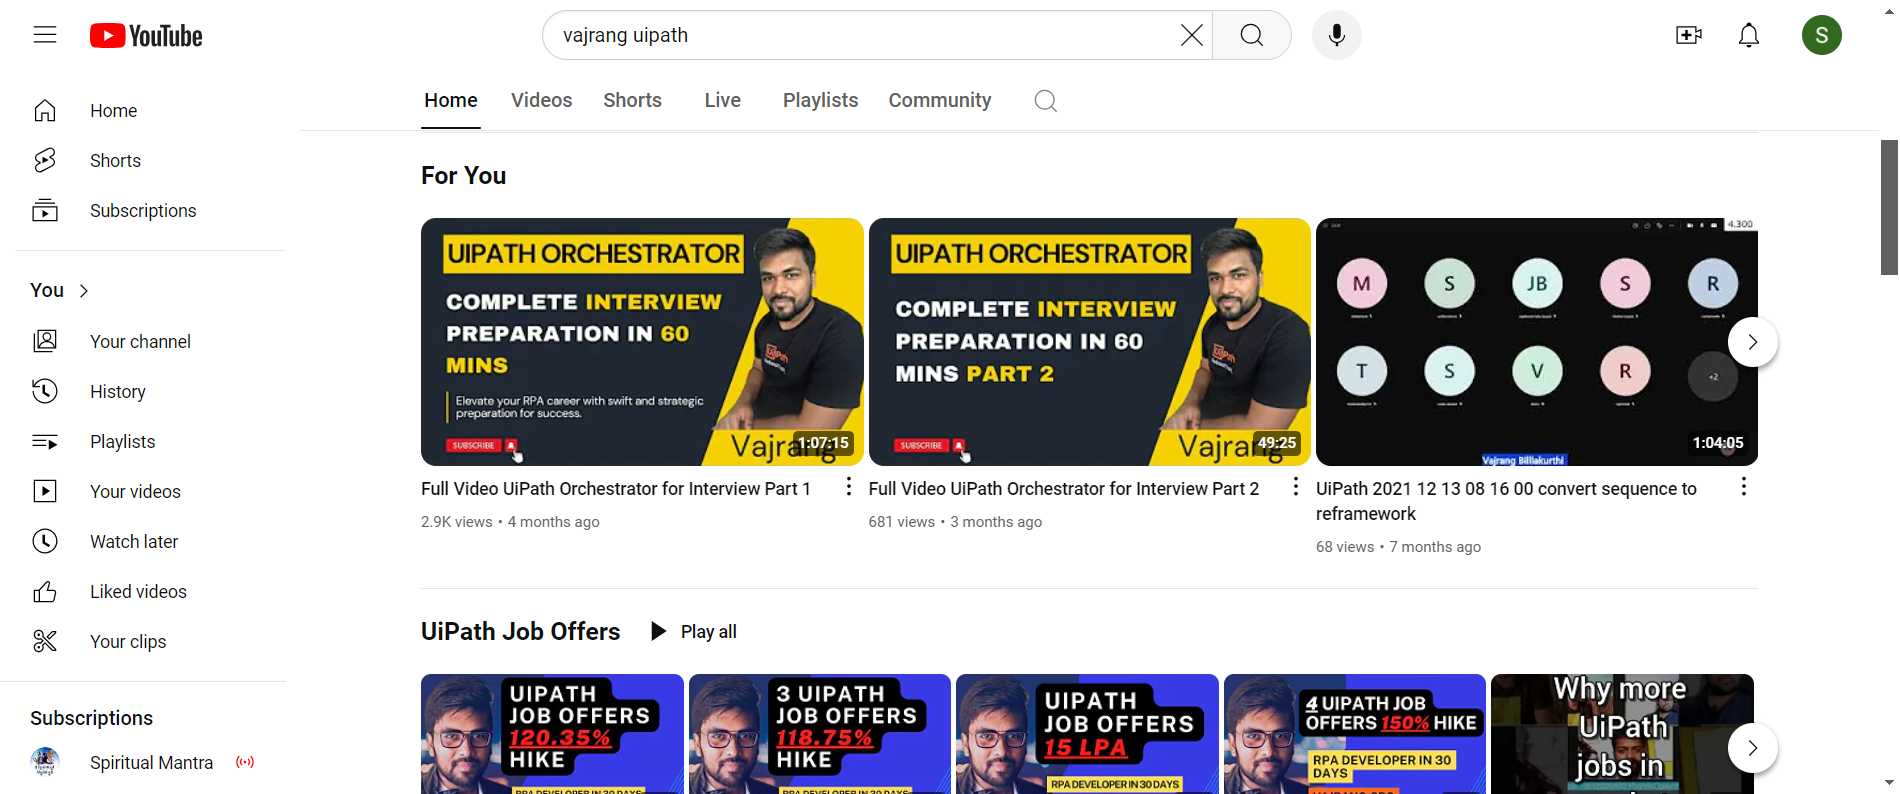 YouTube
vajrang uipath
S
Home
Shorts
Subscriptions
You
Your channel
History
Playlists
Your videos
Watch later
Liked videos
Your clips
Subscriptions
Spiritual Mantra
Home Videos Shorts Live Playlists Community
For You
UIPATH ORCHESTRATOR
COMPLETE INTERVIEW
PREPARATION IN 60
MINS
Elevate your RPA career with swift and strategic
preparation for success.
SUBSCRIBE
UiPath
Vajrang
1:07:15
Full Video UiPath Orchestrator for Interview Part 1
2.9K views • 4 months ago
UIPATH ORCHESTRATOR
COMPLETE INTERVIEW
PREPARATION IN 60
MINS PART 2
SUBSCRIBE
UiPath
Vajrang
49:25
Full Video UiPath Orchestrator for Interview Part 2
681 views • 3 months ago
4,300
M S JB S R
T S V R +2
1:04:05
Vajrang Billlakurthi
UiPath 2021 12 13 08 16 00 convert sequence to
reframework
68 views • 7 months ago
UiPath Job Offers Play all
UIPATH
JOB OFFERS
120.35%
HIKE
RPA DEVELOPER IN 30 DAYS
3 UIPATH
JOB OFFERS
118.75%
HIKE
RPA DEVELOPER IN 30 DAYS
UIPATH
JOB OFFERS
15 LPA
RPA DEVELOPER IN 30 DAYS
4 UIPATH JOB
OFFERS 150% HIKE
RPA DEVELOPER IN 30
DAYS
Why more
UiPath
jobs in